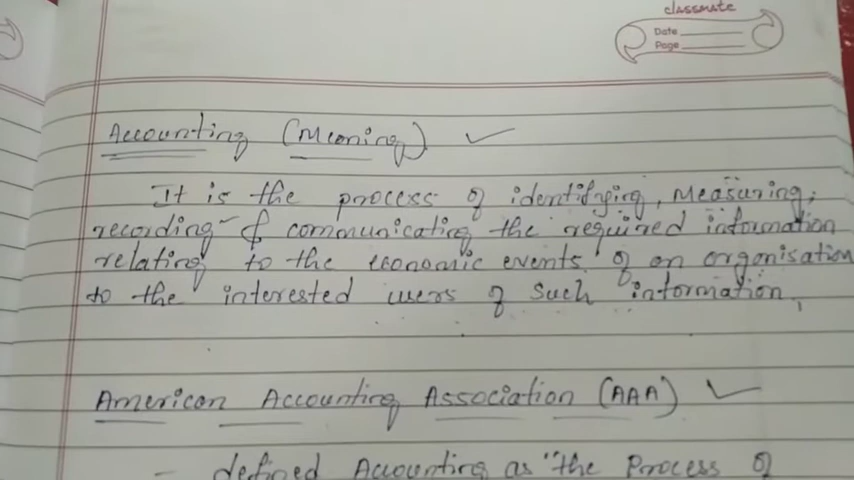 classmate
Date
Page
Accounting (Meaning) ✓
It is the process of identifying, Measuring,
recording & communicating the required information
relating to the economic events of an organisation
to the interested users of such information,
American Accounting Association (AAA) ✓
- defined Accounting as "the Process of